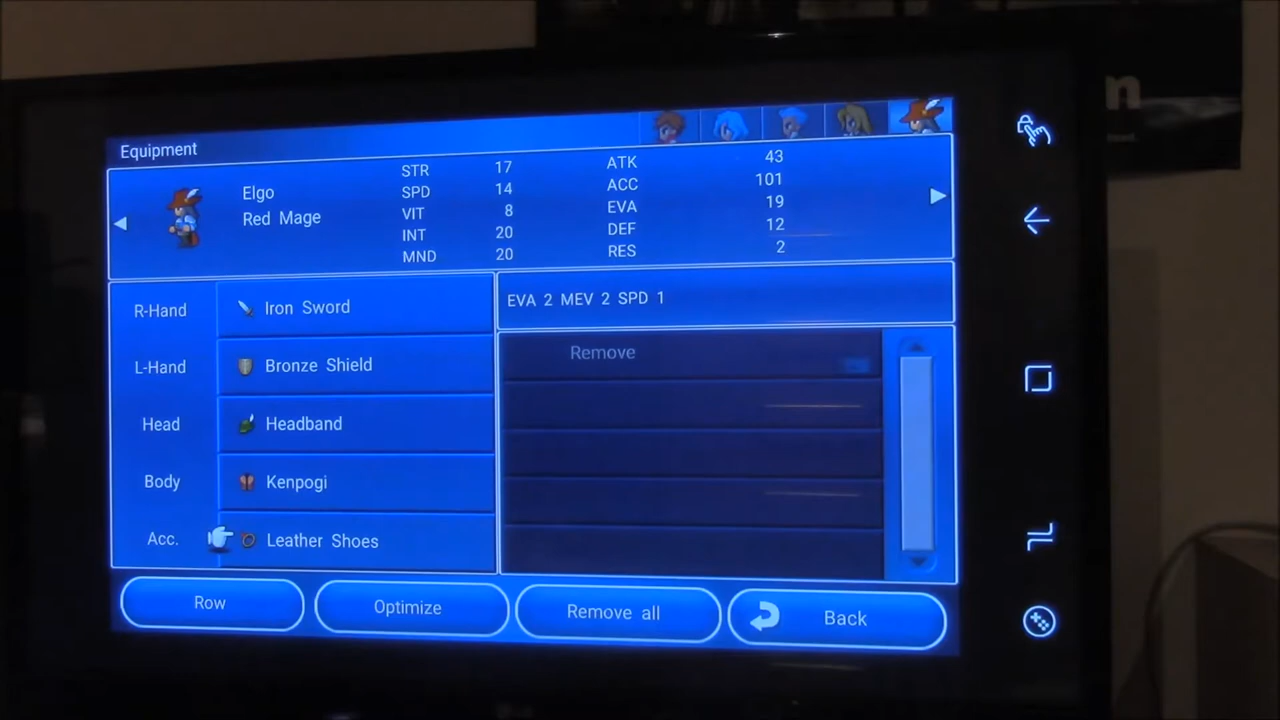 Equipment
Elgo
Red Mage
STR 17 ATK 43
SPD 14 ACC 101
VIT 8 EVA 19
INT 20 DEF 12
MND 20 RES 2
R-Hand Iron Sword
L-Hand Bronze Shield
Head Headband
Body Kenpogi
Acc. Leather Shoes
EVA 2 MEV 2 SPD 1
Remove
Row Optimize Remove all Back
n